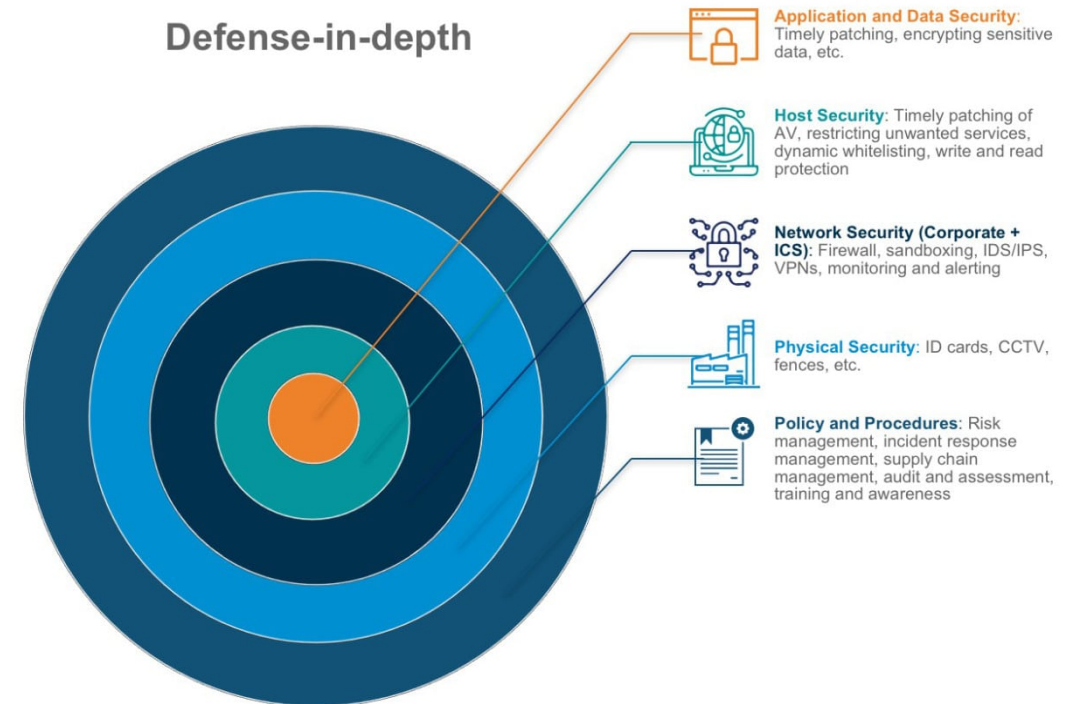 Defense-in-depth
Application and Data Security:
Timely patching, encrypting sensitive
data, etc.
Host Security: Timely patching of
AV, restricting unwanted services,
dynamic whitelisting, write and read
protection
Network Security (Corporate +
ICS): Firewall, sandboxing, IDS/IPS,
VPNs, monitoring and alerting
Physical Security: ID cards, CCTV,
fences, etc.
Policy and Procedures: Risk
management, incident response
management, supply chain
management, audit and assessment,
training and awareness